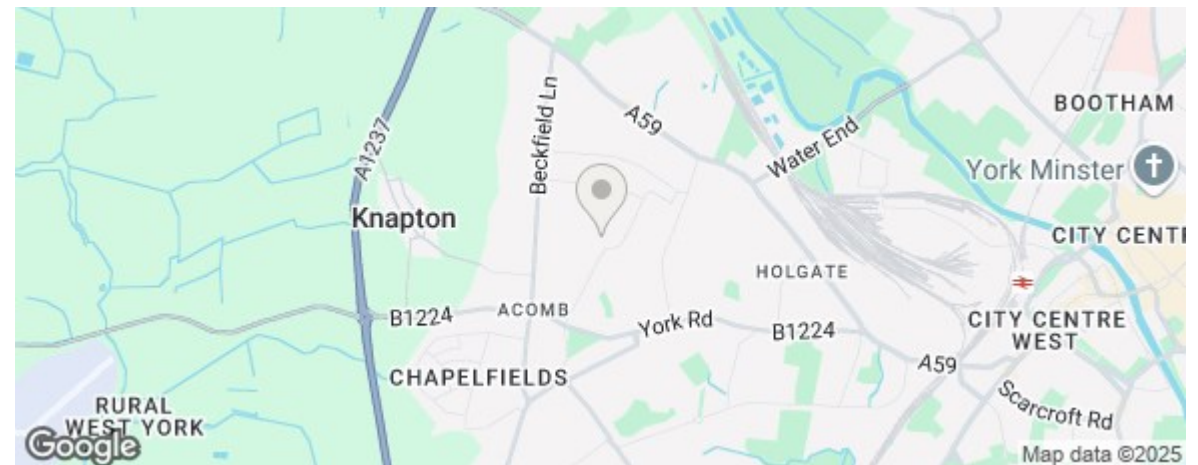 BOOTHAM
A59
Beckfield Ln
Water End
A1237
York Minster
Knapton
CITY CENTR
HOLGATE
ACOMB
B1224
York Rd
B1224
CITY CENTRE
WEST
A59
CHAPELFIELDS
Scarcroft Rd
RURAL
WEST YORK
Google
Map data ©2025